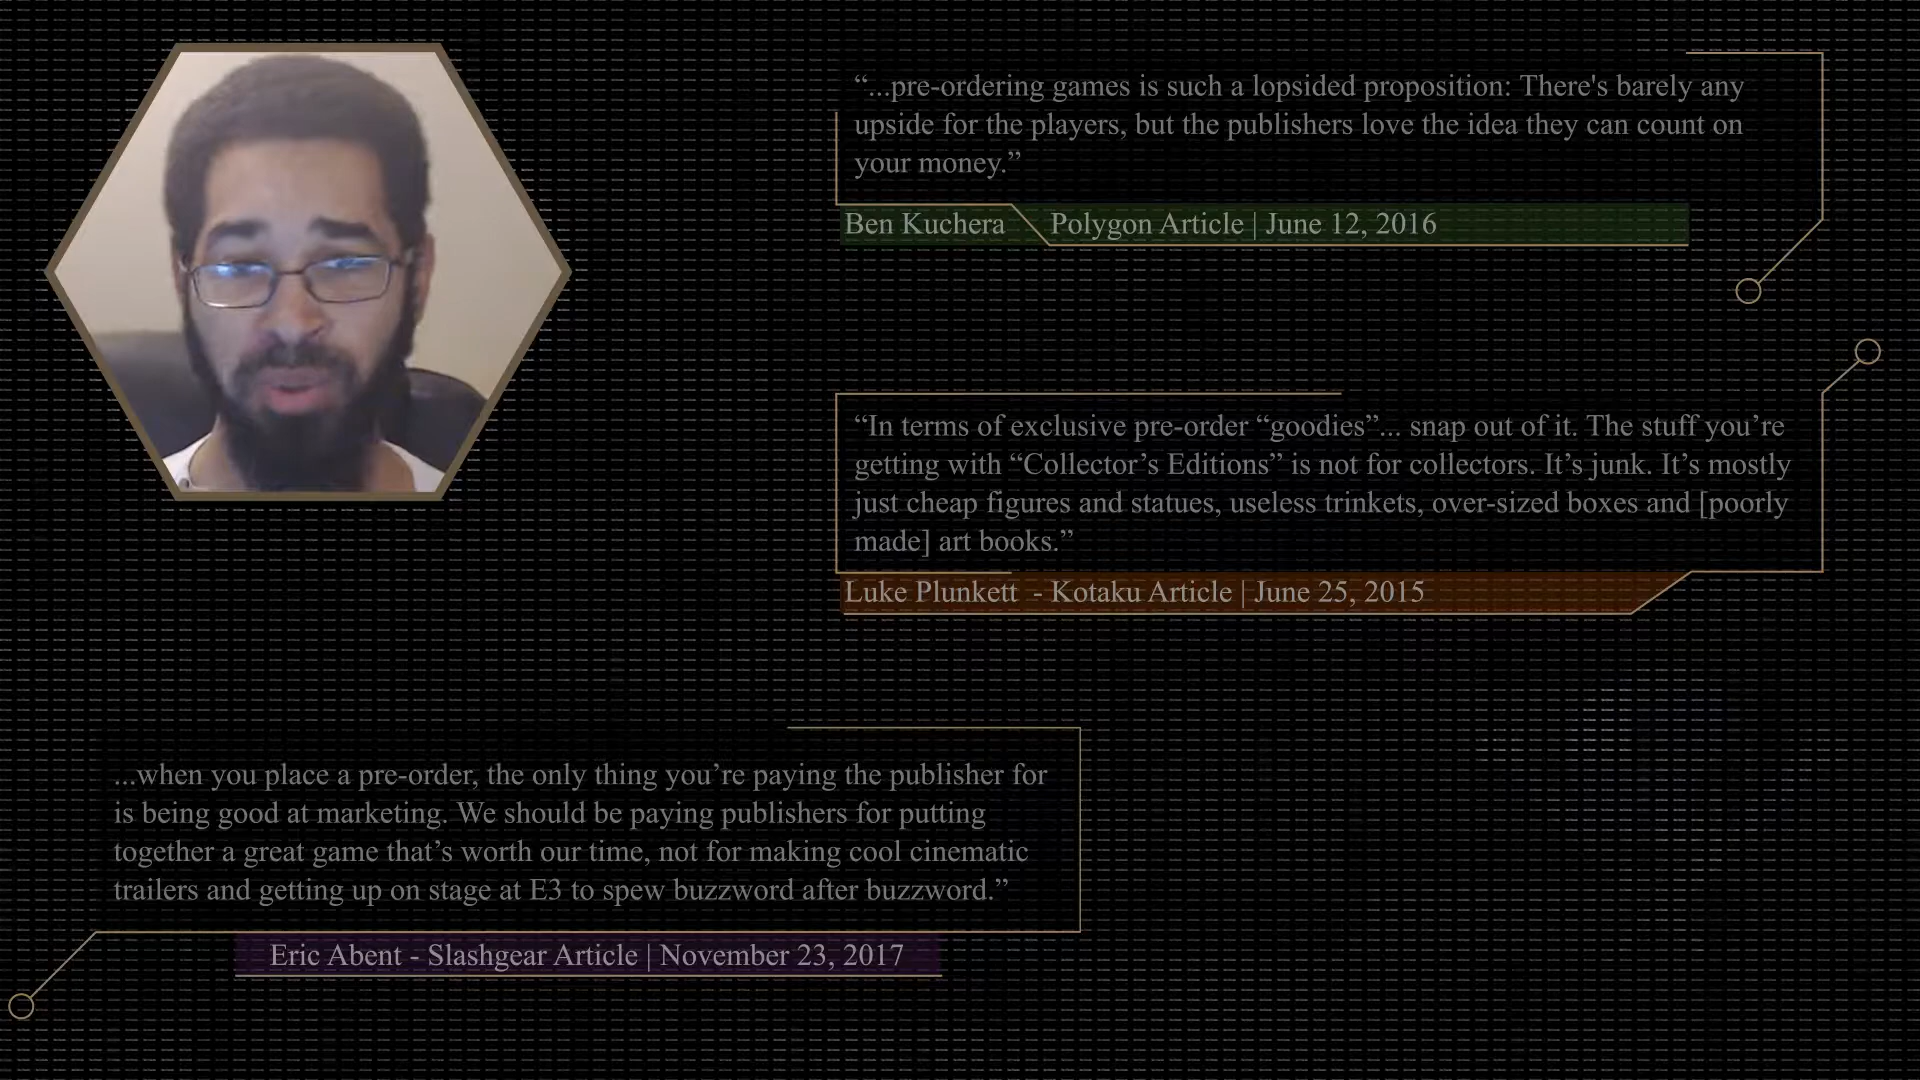 “...pre-ordering games is such a lopsided proposition: There's barely any
upside for the players, but the publishers love the idea they can count on
your money.”
Ben Kuchera Polygon Article | June 12, 2016
“In terms of exclusive pre-order “goodies”... snap out of it. The stuff you’re
getting with “Collector’s Editions” is not for collectors. It’s junk. It’s mostly
just cheap figures and statues, useless trinkets, over-sized boxes and [poorly
made] art books.”
Luke Plunkett - Kotaku Article | June 25, 2015
...when you place a pre-order, the only thing you’re paying the publisher for
is being good at marketing. We should be paying publishers for putting
together a great game that’s worth our time, not for making cool cinematic
trailers and getting up on stage at E3 to spew buzzword after buzzword.”
Eric Abent - Slashgear Article | November 23, 2017